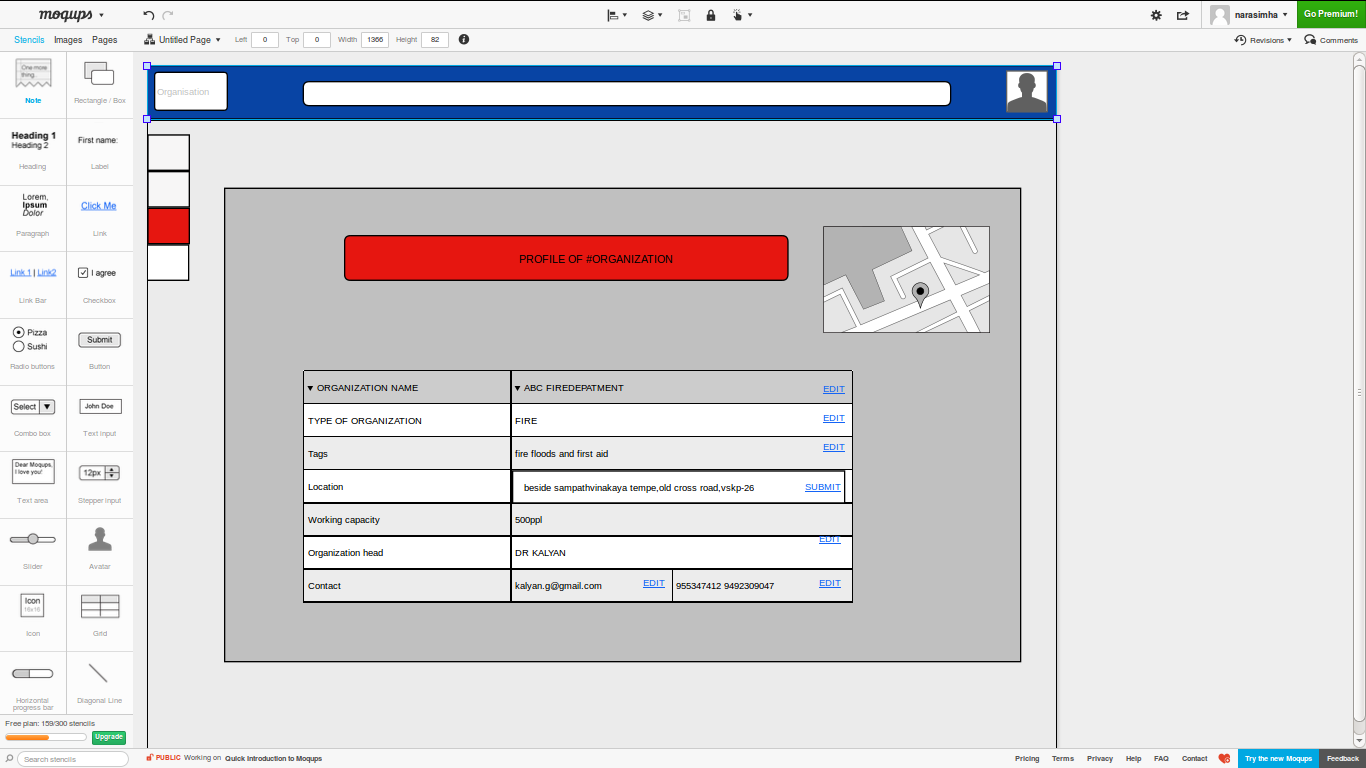 moqups
narasimha
Go Premium!
Stencils Images Pages
Untitled Page
Left 0 Top 0 Width 1366 Height 82
Revisions
Comments
One more thing..
Note
Rectangle / Box
Heading 1
Heading 2
Heading
First name:
Label
Lorem,
Ipsum
Dolor
Paragraph
Click Me
Link
Link 1 | Link2
Link Bar
I agree
Checkbox
Pizza
Sushi
Radio buttons
Submit
Button
Select
Combo box
John Doe
Text input
Dear Moqups,
I love you!
Text area
12px
Stepper input
Slider
Avatar
Icon
16x16
Icon
Grid
Horizontal
progress bar
Diagonal Line
Free plan: 159/300 stencils
Upgrade
Search stencils
Organisation
PROFILE OF #ORGANIZATION
ORGANIZATION NAME ABC FIREDEPATMENT EDIT
TYPE OF ORGANIZATION FIRE EDIT
Tags fire floods and first aid EDIT
Location beside sampathvinakaya tempe,old cross road,vskp-26 SUBMIT
Working capacity 500ppl
EDIT
Organization head DR KALYAN
Contact kalyan.g@gmail.com EDIT 955347412 9492309047 EDIT
PUBLIC Working on Quick Introduction to Moqups
Pricing Terms Privacy Help FAQ Contact
Try the new Moqups
Feedback